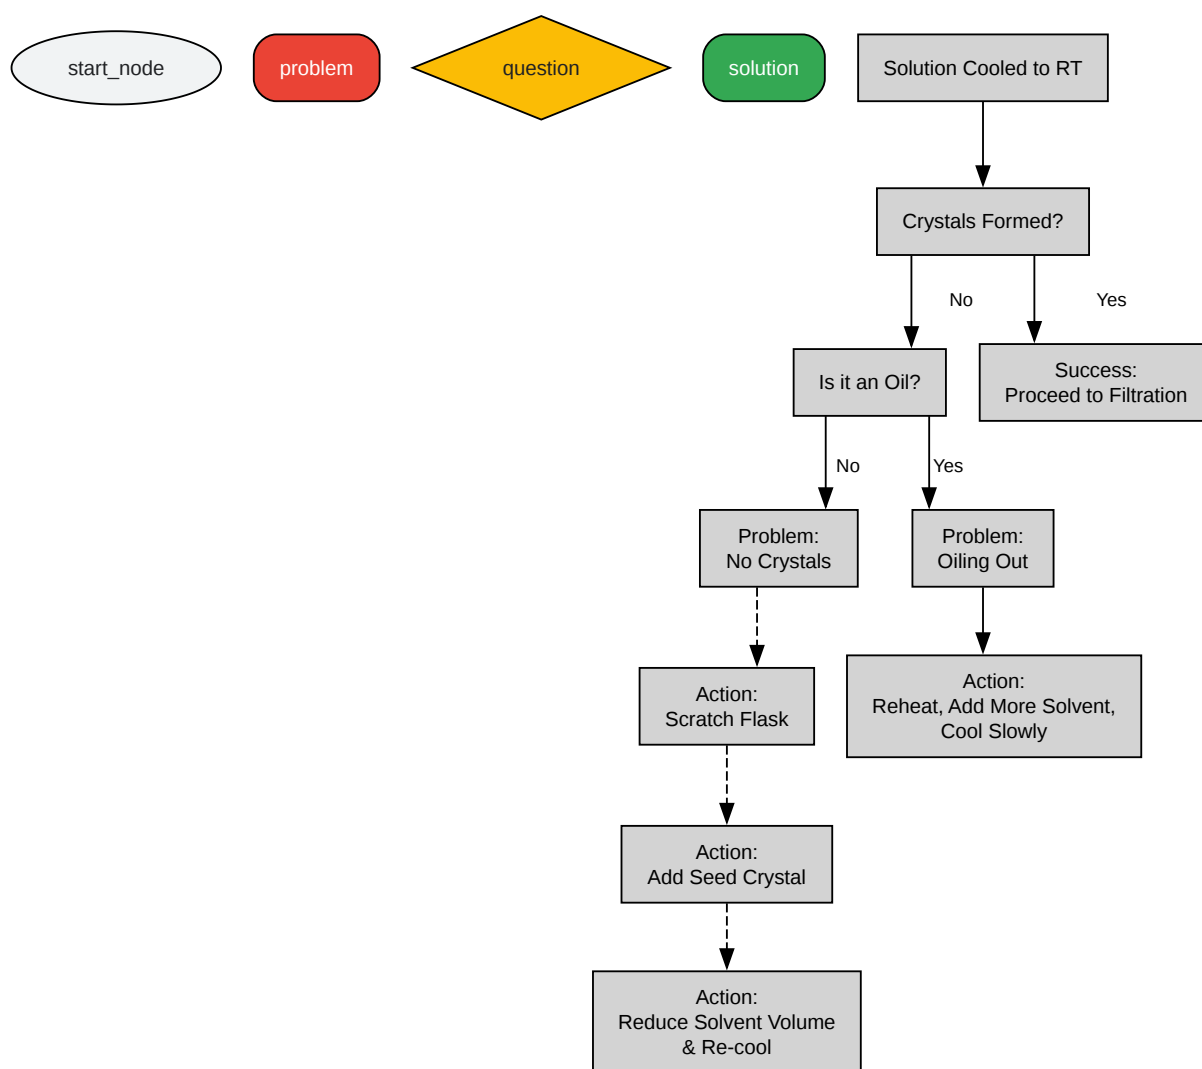 start_node
problem
question
solution
Solution Cooled to RT
Crystals Formed?
No
Yes
Is it an Oil?
Success:
Proceed to Filtration
No
Yes
Problem:
No Crystals
Problem:
Oiling Out
Action:
Scratch Flask
Action:
Reheat, Add More Solvent,
Cool Slowly
Action:
Add Seed Crystal
Action:
Reduce Solvent Volume
& Re-cool